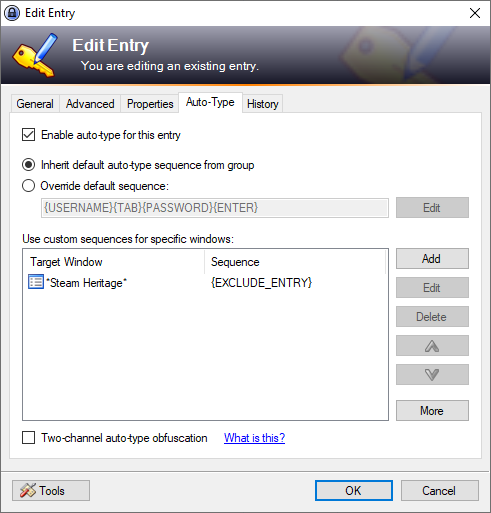 Edit Entry
Edit Entry
You are editing an existing entry.
General Advanced Properties Auto-Type History
Enable auto-type for this entry
Inherit default auto-type sequence from group
Override default sequence:
{USERNAME}{TAB}{PASSWORD}{ENTER} Edit
Use custom sequences for specific windows:
Target Window Sequence Add
*Steam Heritage* {EXCLUDE_ENTRY} Edit
Delete
More
Two-channel auto-type obfuscation What is this?
Tools OK Cancel